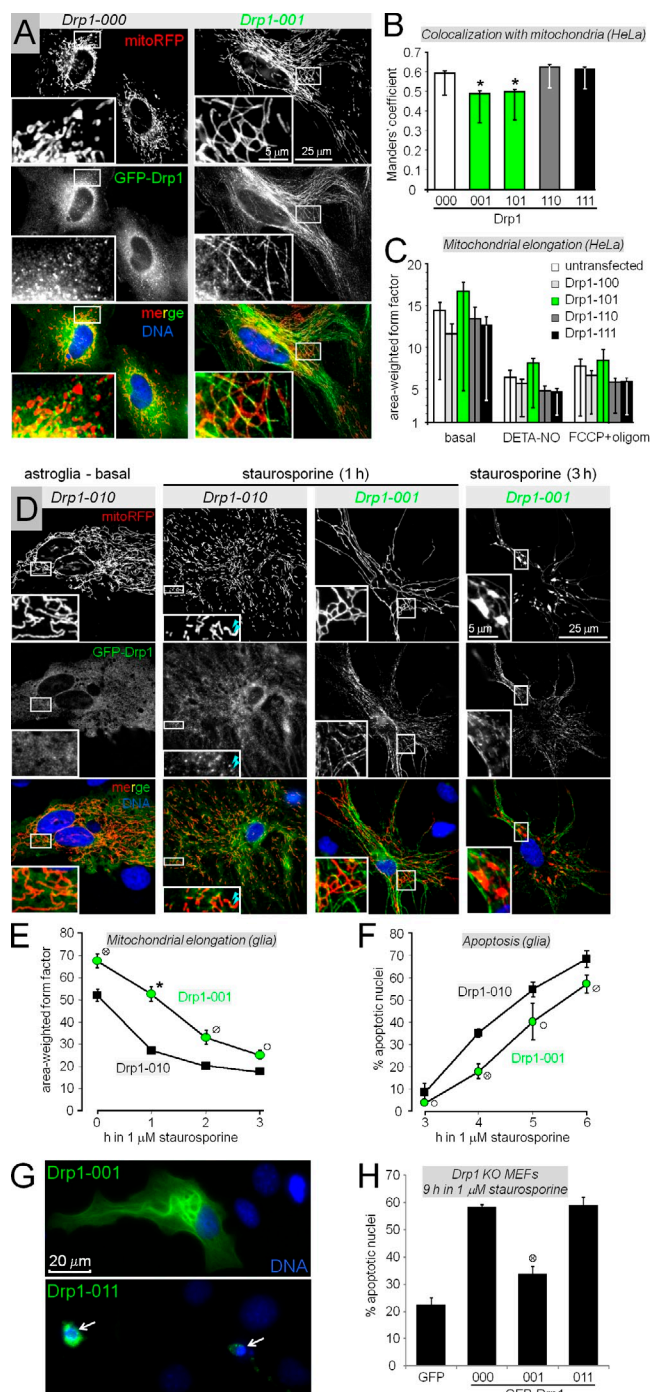 A
Drp1-000
Drp1-001
mitoRFP
5 μm
25 μm
GFP-Drp1
merge
DNA
B
Colocalization with mitochondria (HeLa)
Manders' coefficient
0.7
0.6
0.5
0.4
0.3
0.2
0.1
0
*
*
000 001 101 110 111
Drp1
C
Mitochondrial elongation (HeLa)
area-weighted form factor
25
22
19
16
13
10
7
4
1
untransfected
Drp1-100
Drp1-101
Drp1-110
Drp1-111
basal DETA-NO FCCP+oligom
D
astroglia - basal
staurosporine (1 h)
staurosporine (3 h)
Drp1-010
Drp1-010
Drp1-001
Drp1-001
mitoRFP
5 μm
25 μm
GFP-Drp1
merge
DNA
E
Mitochondrial elongation (glia)
area-weighted form factor
90
80
70
60
50
40
30
20
10
0
*
Drp1-001
Drp1-010
0 1 2 3
h in 1 μM staurosporine
F
Apoptosis (glia)
% apoptotic nuclei
80
70
60
50
40
30
20
10
0
Drp1-010
Drp1-001
3 4 5 6
h in 1 μM staurosporine
G
Drp1-001
20 μm
DNA
Drp1-011
H
Drp1 KO MEFs
9 h in 1 μM staurosporine
% apoptotic nuclei
70
60
50
40
30
20
10
0
GFP 000 001 011
GFP-Drp1